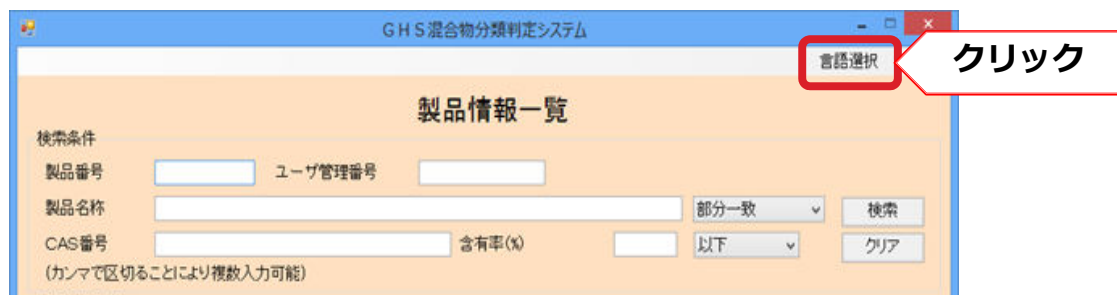 GHS混合物分類判定システム
言語選択
クリック
製品情報一覧
検索条件
製品番号 ユーザ管理番号
製品名称 部分一致 検索
CAS番号 含有率(%) 以下 クリア
(カンマで区切ることにより複数入力可能)